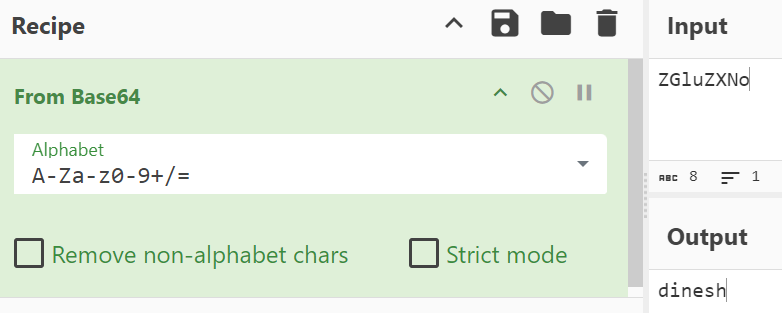 Recipe
From Base64
Alphabet
A-Za-z0-9+/=
Remove non-alphabet chars
Strict mode
Input
ZGluZXNo
ABC 8
1
Output
dinesh